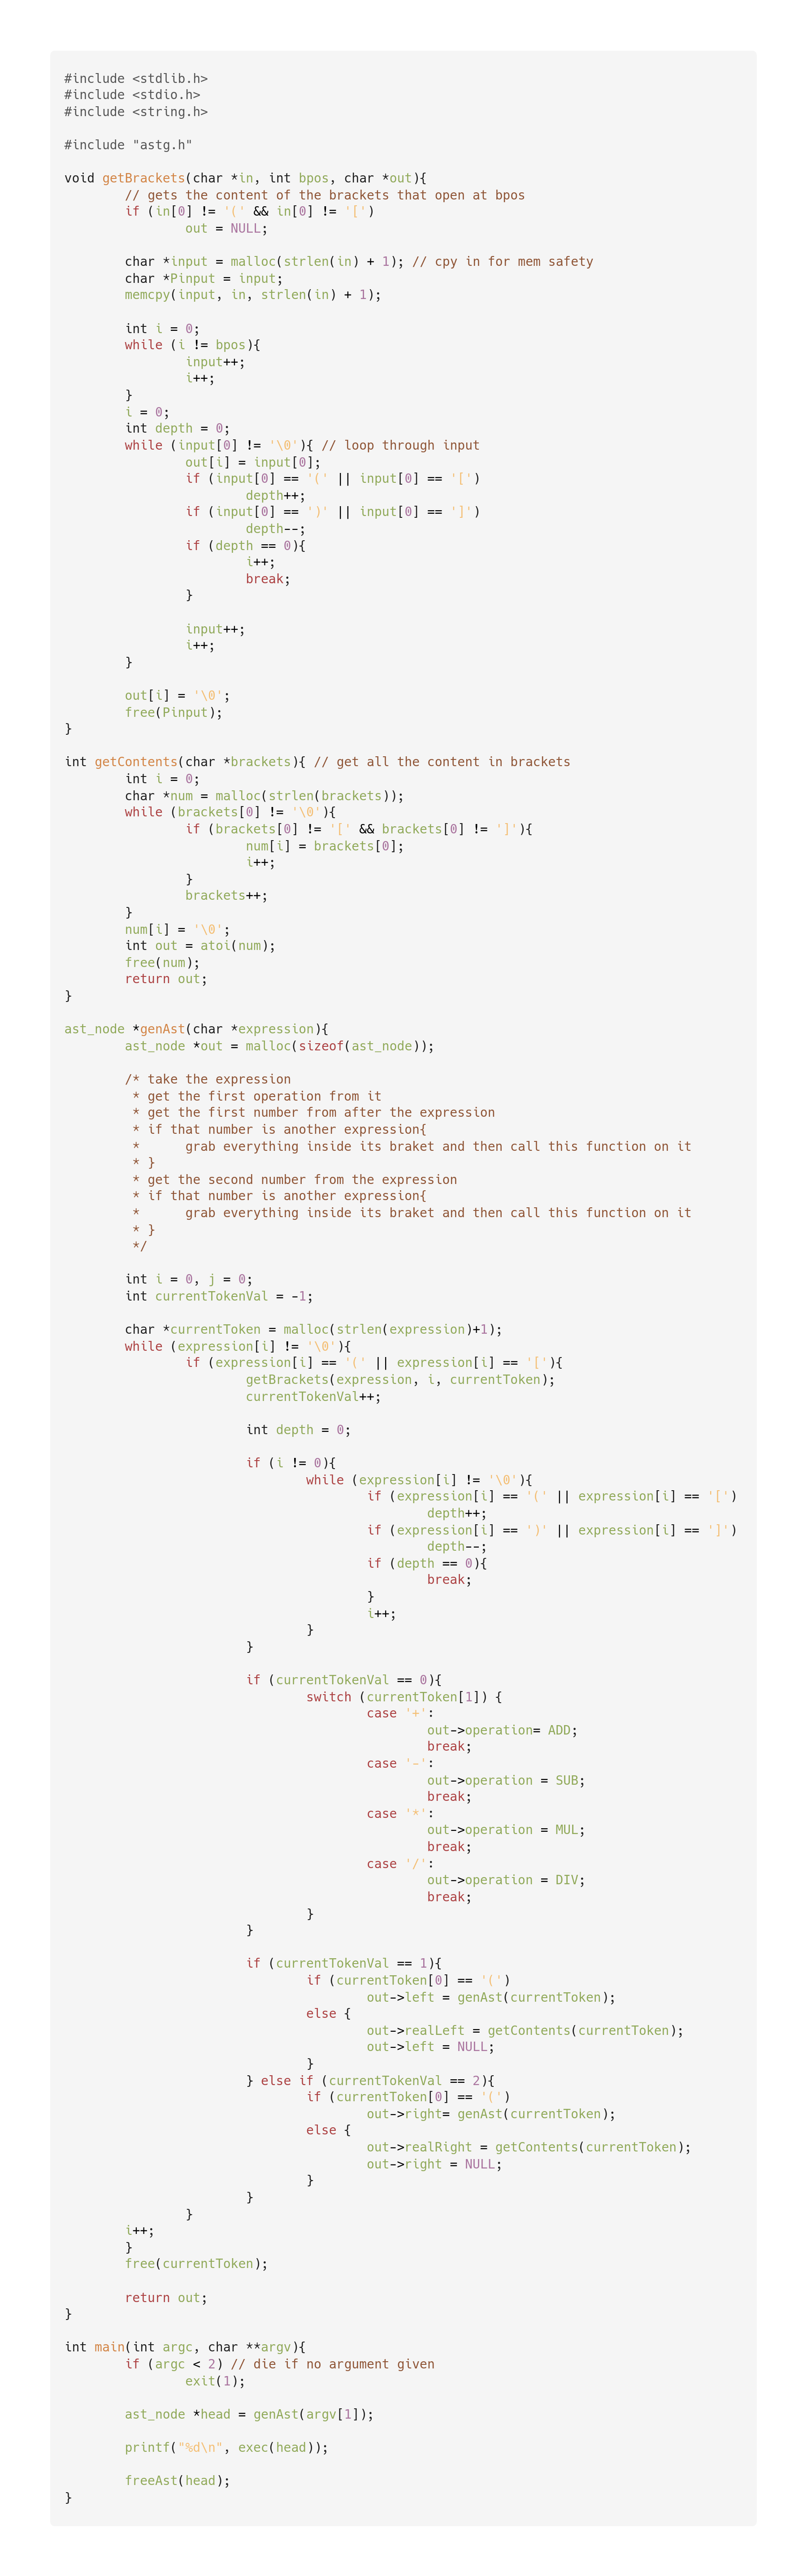 #include <stdlib.h>
#include <stdio.h>
#include <string.h>

#include "astg.h"

void getBrackets(char *in, int bpos, char *out){
        // gets the content of the brackets that open at bpos
        if (in[0] != '(' && in[0] != '[')
                out = NULL;

        char *input = malloc(strlen(in) + 1); // cpy in for mem safety
        char *Pinput = input;
        memcpy(input, in, strlen(in) + 1);

        int i = 0;
        while (i != bpos){
                input++;
                i++;
        }
        i = 0;
        int depth = 0;
        while (input[0] != '\0'){ // loop through input
                out[i] = input[0];
                if (input[0] == '(' || input[0] == '[')
                        depth++;
                if (input[0] == ')' || input[0] == ']')
                        depth--;
                if (depth == 0){
                        i++;
                        break;
                }

                input++;
                i++;
        }

        out[i] = '\0';
        free(Pinput);
}

int getContents(char *brackets){ // get all the content in brackets
        int i = 0;
        char *num = malloc(strlen(brackets));
        while (brackets[0] != '\0'){
                if (brackets[0] != '[' && brackets[0] != ']'){
                        num[i] = brackets[0];
                        i++;
                }
                brackets++;
        }
        num[i] = '\0';
        int out = atoi(num);
        free(num);
        return out;
}

ast_node *genAst(char *expression){
        ast_node *out = malloc(sizeof(ast_node));

        /* take the expression
         * get the first operation from it
         * get the first number from after the expression
         * if that number is another expression{
         *      grab everything inside its braket and then call this function on it
         * }
         * get the second number from the expression
         * if that number is another expression{
         *      grab everything inside its braket and then call this function on it
         * }
         */

        int i = 0, j = 0;
        int currentTokenVal = -1;

        char *currentToken = malloc(strlen(expression)+1);
        while (expression[i] != '\0'){
                if (expression[i] == '(' || expression[i] == '['){
                        getBrackets(expression, i, currentToken);
                        currentTokenVal++;

                        int depth = 0;

                        if (i != 0){
                                while (expression[i] != '\0'){
                                        if (expression[i] == '(' || expression[i] == '[')
                                                depth++;
                                        if (expression[i] == ')' || expression[i] == ']')
                                                depth--;
                                        if (depth == 0){
                                                break;
                                        }
                                        i++;
                                }
                        }

                        if (currentTokenVal == 0){
                                switch (currentToken[1]) {
                                        case '+':
                                                out->operation= ADD;
                                                break;
                                        case '-':
                                                out->operation = SUB;
                                                break;
                                        case '*':
                                                out->operation = MUL;
                                                break;
                                        case '/':
                                                out->operation = DIV;
                                                break;
                                }
                        }

                        if (currentTokenVal == 1){
                                if (currentToken[0] == '(')
                                        out->left = genAst(currentToken);
                                else {
                                        out->realLeft = getContents(currentToken);
                                        out->left = NULL;
                                }
                        } else if (currentTokenVal == 2){
                                if (currentToken[0] == '(')
                                        out->right= genAst(currentToken);
                                else {
                                        out->realRight = getContents(currentToken);
                                        out->right = NULL;
                                }
                        }
                }
        i++;
        }
        free(currentToken);

        return out;
}

int main(int argc, char **argv){
        if (argc < 2) // die if no argument given
                exit(1);

        ast_node *head = genAst(argv[1]);

        printf("%d\n", exec(head));

        freeAst(head);
}